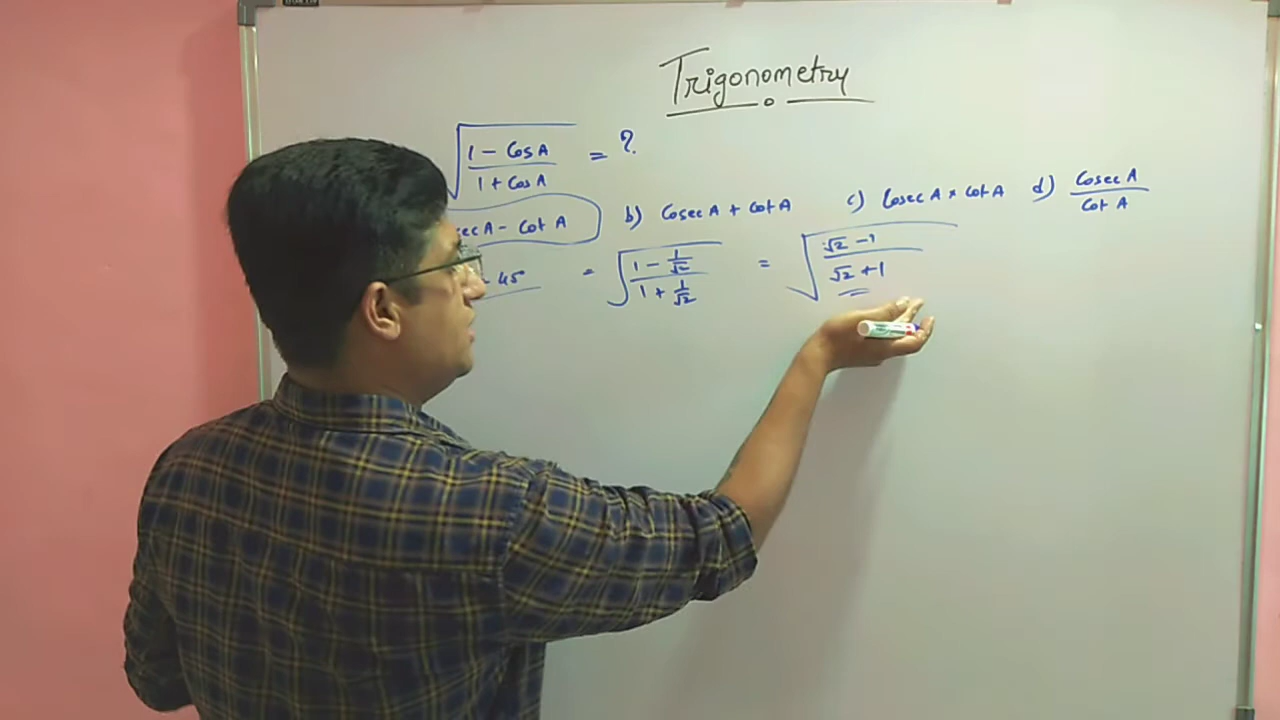 Trigonometry
√((1 - Cos A)/(1 + Cos A)) = ?
sec A - Cot A b) Cosec A + Cot A c) Cosec A × Cot A d) Cosec A / Cot A
45° = √((1 - 1/√2)/(1 + 1/√2)) = √((√2 - 1)/(√2 + 1))